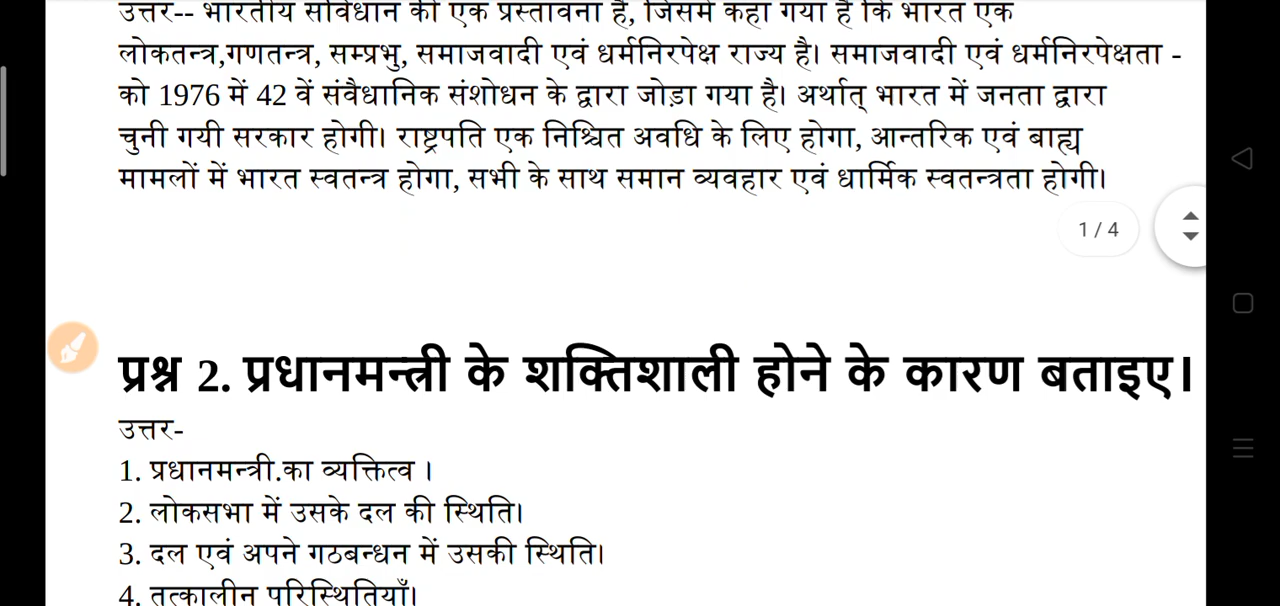 उत्तर-- भारतीय संविधान की एक प्रस्तावना है, जिसमें कहा गया है कि भारत एक
लोकतन्त्र,गणतन्त्र, सम्प्रभु, समाजवादी एवं धर्मनिरपेक्ष राज्य है। समाजवादी एवं धर्मनिरपेक्षता -
को 1976 में 42 वें संवैधानिक संशोधन के द्वारा जोड़ा गया है। अर्थात् भारत में जनता द्वारा
चुनी गयी सरकार होगी। राष्ट्रपति एक निश्चित अवधि के लिए होगा, आन्तरिक एवं बाह्य
मामलों में भारत स्वतन्त्र होगा, सभी के साथ समान व्यवहार एवं धार्मिक स्वतन्त्रता होगी।
1 / 4
प्रश्न 2. प्रधानमन्त्री के शक्तिशाली होने के कारण बताइए।
उत्तर-
1. प्रधानमन्त्री.का व्यक्तित्व ।
2. लोकसभा में उसके दल की स्थिति।
3. दल एवं अपने गठबन्धन में उसकी स्थिति।
4. तत्कालीन परिस्थितियाँ।